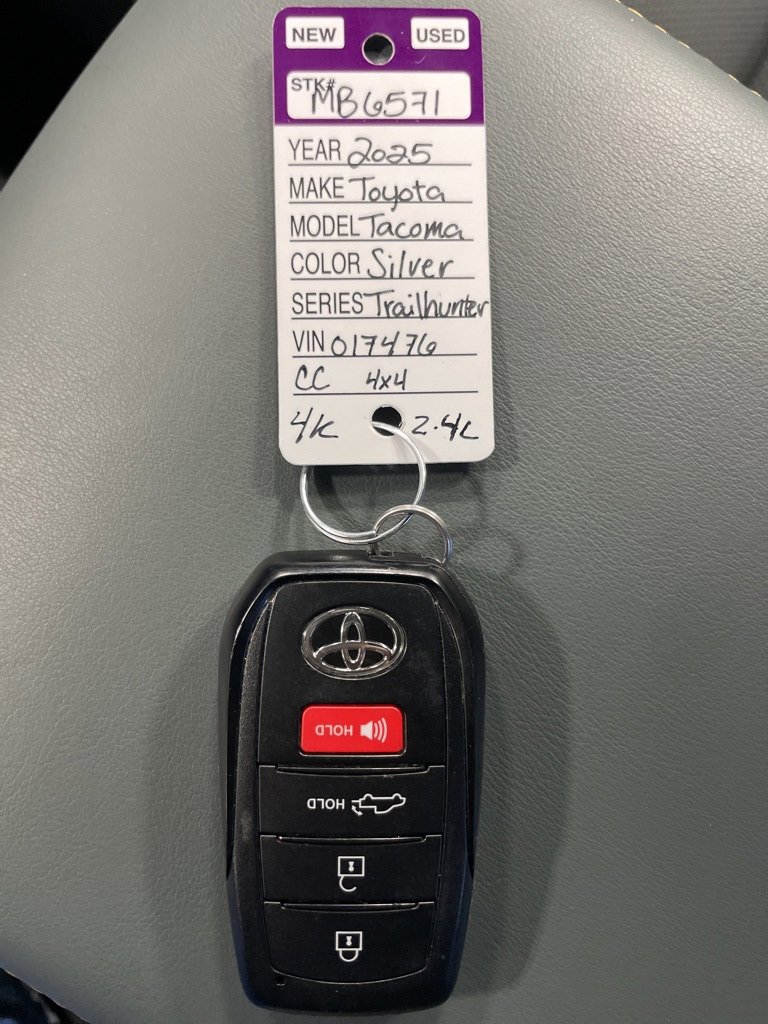 NEW USED
STK# MB6571
YEAR 2025
MAKE Toyota
MODEL Tacoma
COLOR Silver
SERIES Trailhunter
VIN 017476
CC 4x4
4K 2.4L
HOLD
HOLD